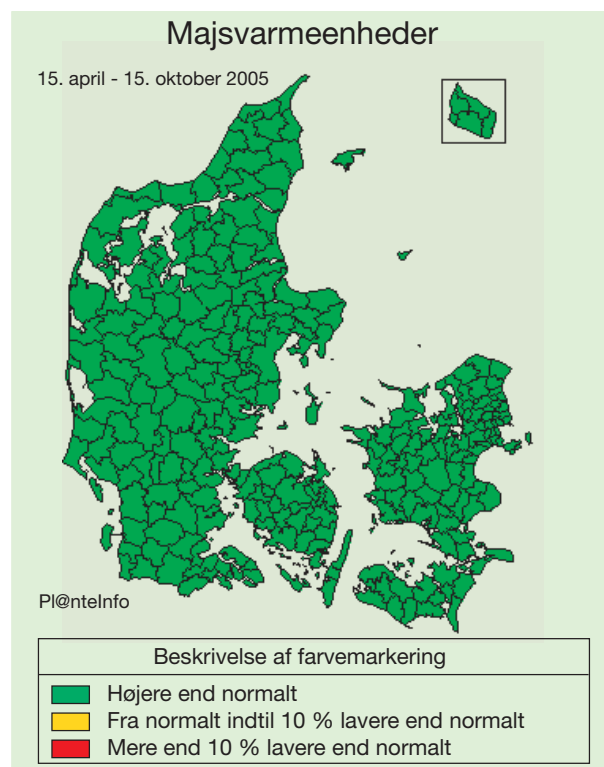 Majsvarmeenheder
15. april - 15. oktober 2005
Pl@nteInfo
Beskrivelse af farvemarkering
Højere end normalt
Fra normalt indtil 10 % lavere end normalt
Mere end 10 % lavere end normalt